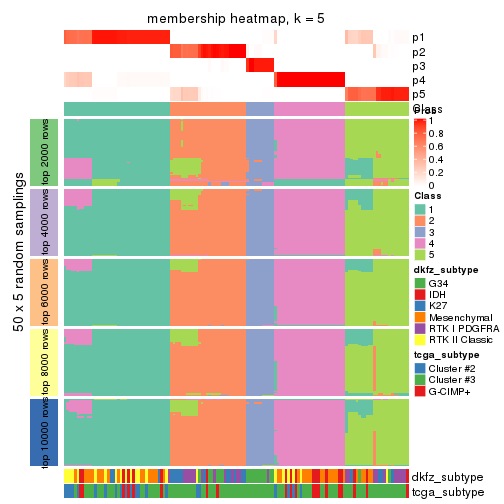 membership heatmap, k = 5
p1
p2
p3
p4
p5
Class
50 x 5 random samplings
top 2000 rows
top 4000 rows
top 6000 rows
top 8000 rows
top 10000 rows
1
0.8
0.6
0.4
0.2
0
Class
1
2
3
4
5
dkfz_subtype
G34
IDH
K27
Mesenchymal
RTK I PDGFRA
RTK II Classic
tcga_subtype
Cluster #2
Cluster #3
G-CIMP+
dkfz_subtype
tcga_subtype